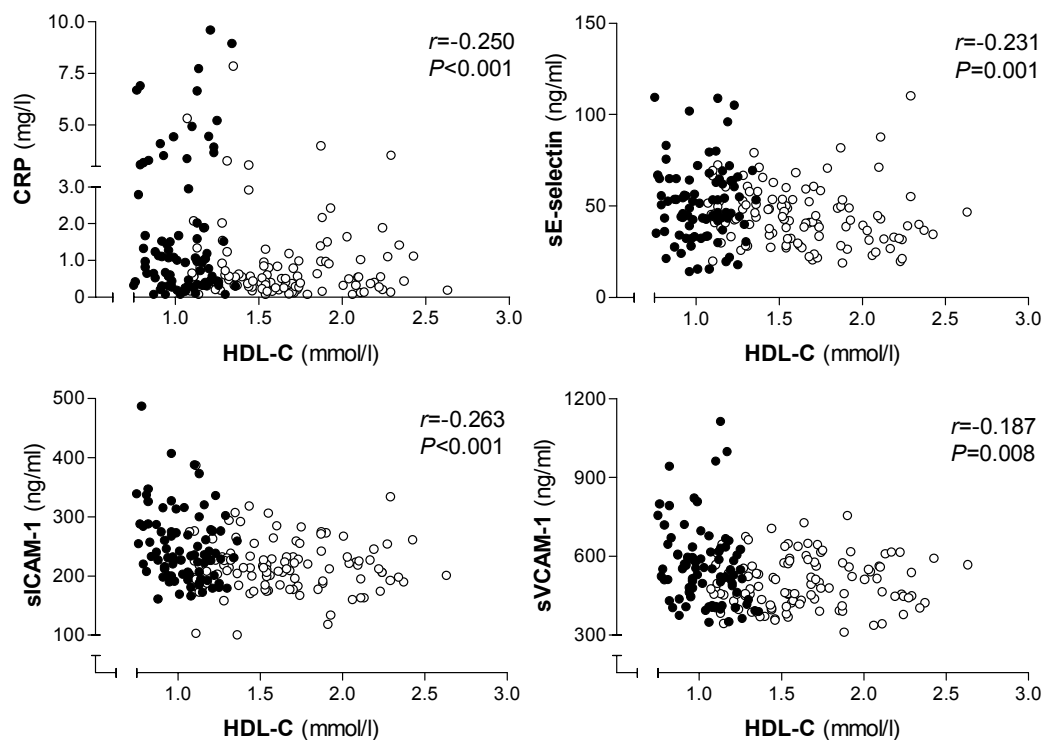 CRP (mg/l)
10.0
7.5
5.0
3.0
2.0
1.0
0
r=-0.250
P<0.001
1.0 1.5 2.0 2.5 3.0
HDL-C (mmol/l)
sE-selectin (ng/ml)
150
100
50
0
r=-0.231
P=0.001
1.0 1.5 2.0 2.5 3.0
HDL-C (mmol/l)
sICAM-1 (ng/ml)
500
400
300
200
100
r=-0.263
P<0.001
1.0 1.5 2.0 2.5 3.0
HDL-C (mmol/l)
sVCAM-1 (ng/ml)
1200
900
600
300
r=-0.187
P=0.008
1.0 1.5 2.0 2.5 3.0
HDL-C (mmol/l)